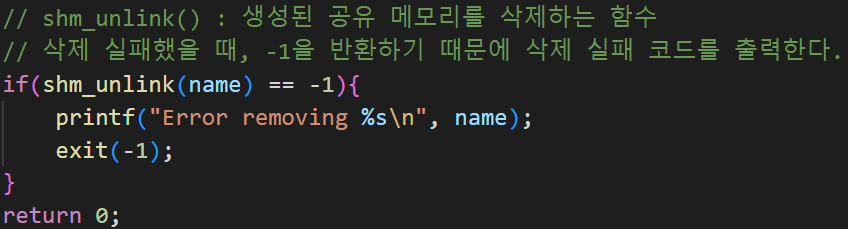 // shm_unlink() : 생성된 공유 메모리를 삭제하는 함수
// 삭제 실패했을 때, -1을 반환하기 때문에 삭제 실패 코드를 출력한다.
if(shm_unlink(name) == -1){
    printf("Error removing %s\n", name);
    exit(-1);
}
return 0;